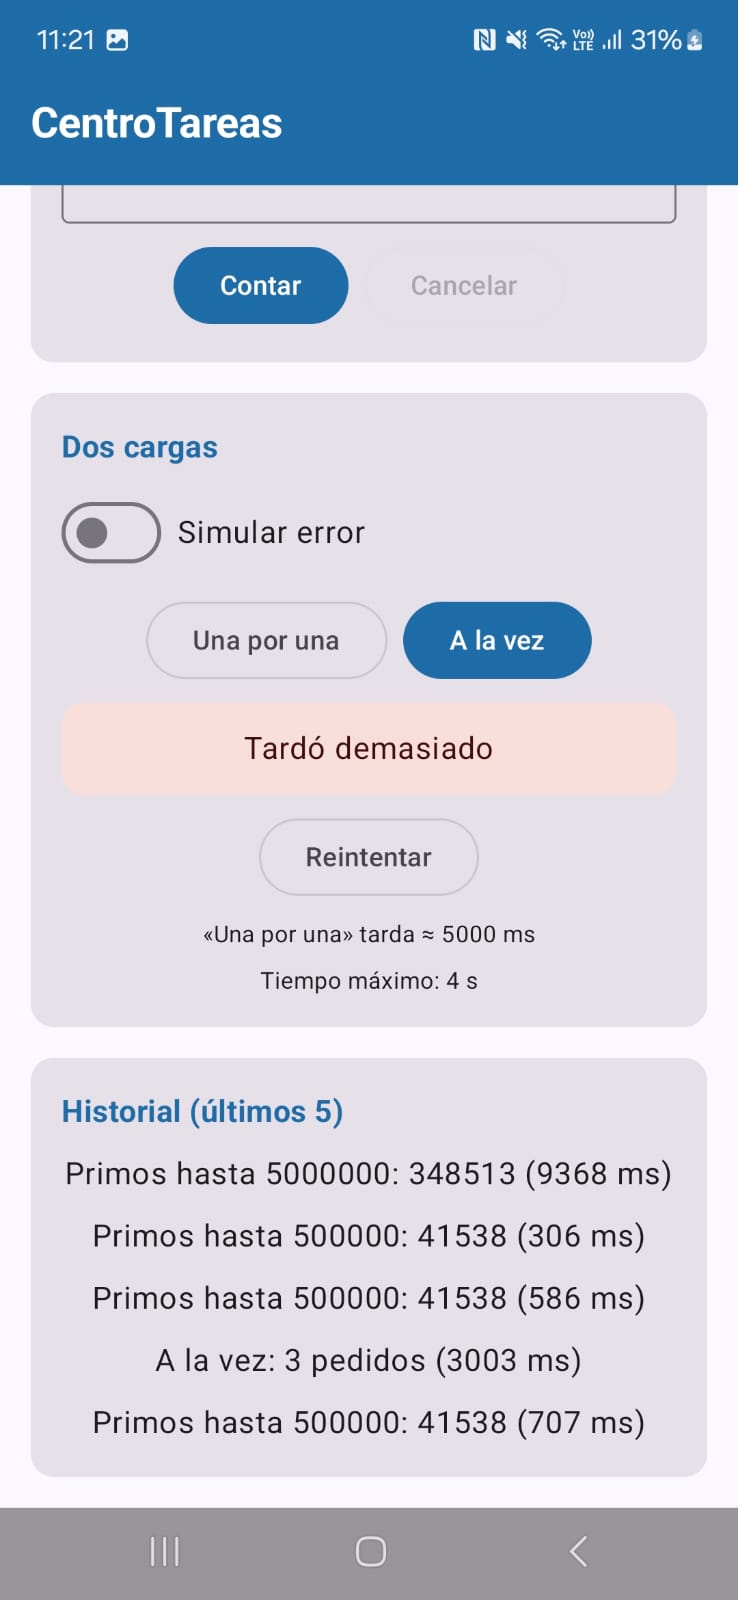 11:21
Vo))
LTE
31%
CentroTareas
Contar
Cancelar
Dos cargas
Simular error
Una por una
A la vez
Tardó demasiado
Reintentar
«Una por una» tarda ≈ 5000 ms
Tiempo máximo: 4 s
Historial (últimos 5)
Primos hasta 5000000: 348513 (9368 ms)
Primos hasta 500000: 41538 (306 ms)
Primos hasta 500000: 41538 (586 ms)
A la vez: 3 pedidos (3003 ms)
Primos hasta 500000: 41538 (707 ms)